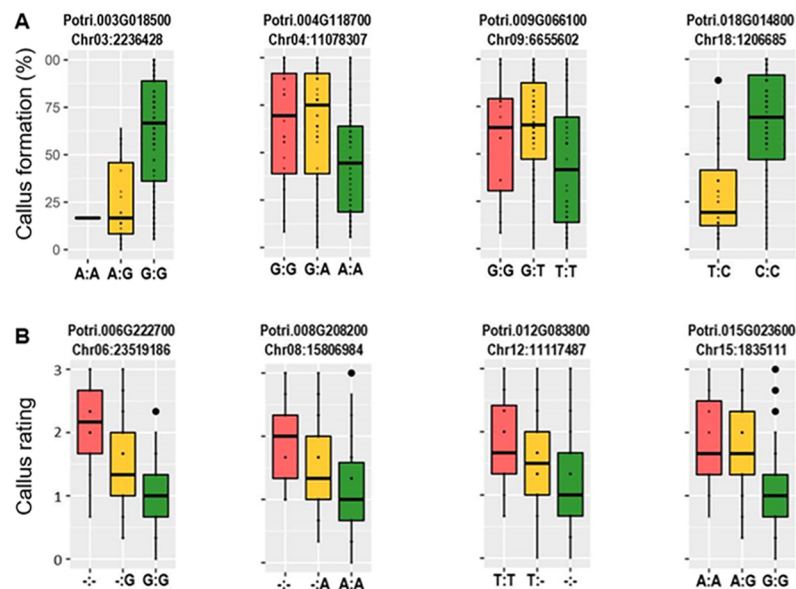 A
Potri.003G018500 Potri.004G118700 Potri.009G066100 Potri.018G014800
Chr03:2236428 Chr04:11078307 Chr09:6655602 Chr18:1206685
Callus formation (%)
00
75
50
25
0
A:A A:G G:G G:G G:A A:A G:G G:T T:T T:C C:C
B
Potri.006G222700 Potri.008G208200 Potri.012G083800 Potri.015G023600
Chr06:23519186 Chr08:15806984 Chr12:11117487 Chr15:1835111
Callus rating
3
2
1
0
-:- -:G G:G -:- -:A A:A T:T T:- -:- A:A A:G G:G